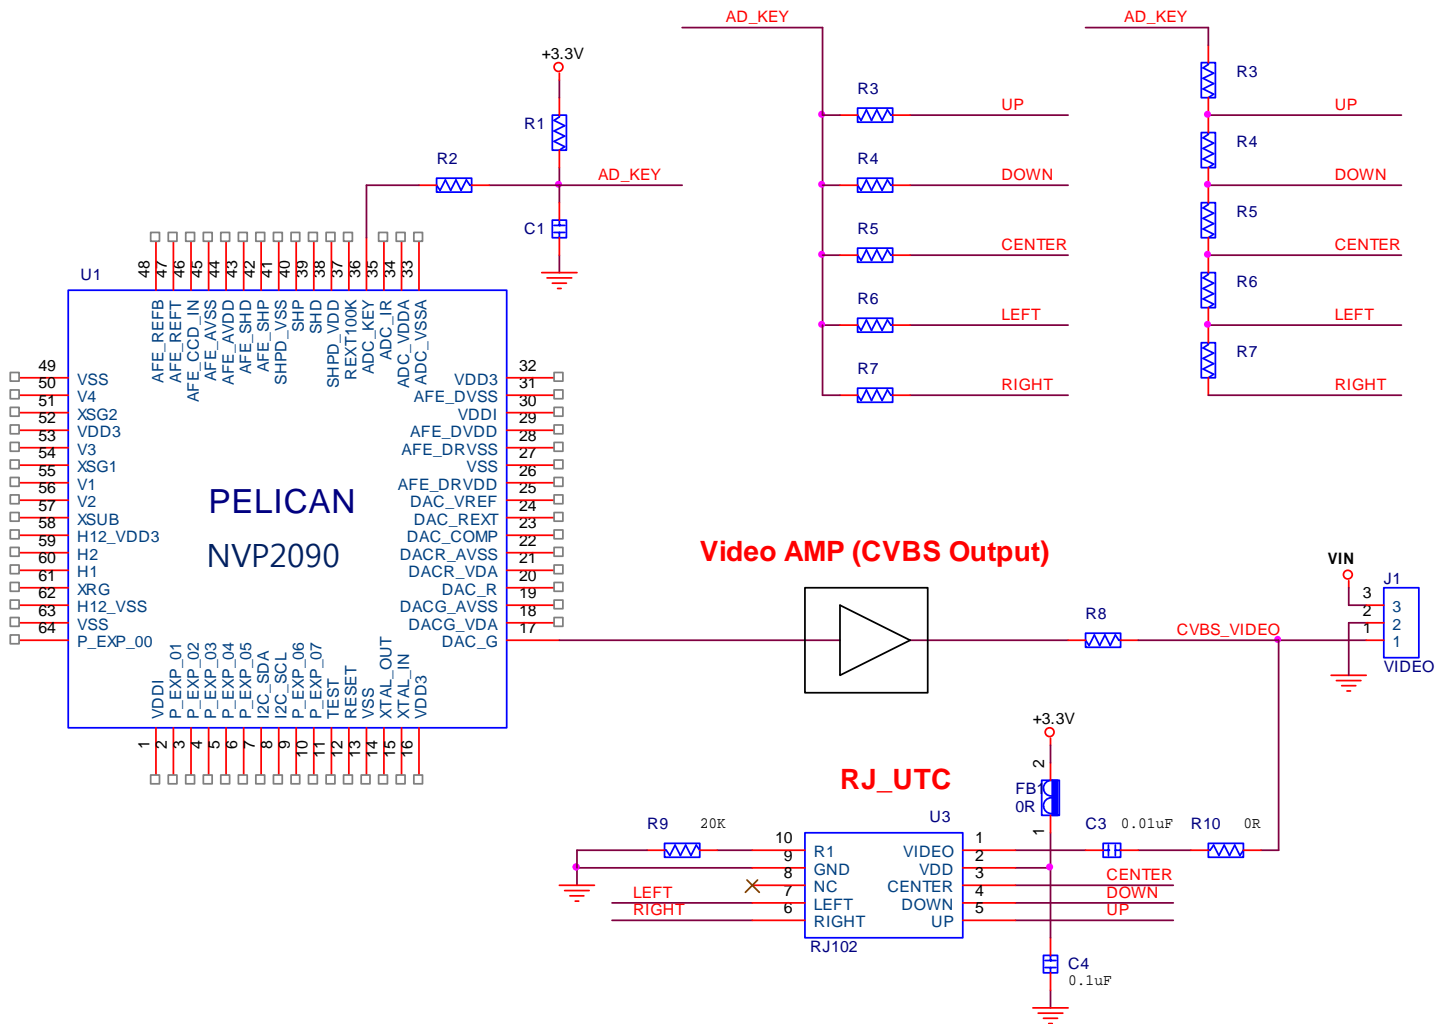 AD_KEY
AD_KEY
+3.3V
R1
R2
AD_KEY
C1
R3
UP
R4
DOWN
R5
CENTER
R6
LEFT
R7
RIGHT
R3
UP
R4
DOWN
R5
CENTER
R6
LEFT
R7
RIGHT
U1
48 47 46 45 44 43 42 41 40 39 38 37 36 35 34 33
AFE_REFB
AFE_REFT
AFE_CCD_IN
AFE_AVSS
AFE_AVDD
AFE_SHD
AFE_SHP
SHPD_VSS
SHP
SHD
SHPD_VDD
REXT100K
ADC_KEY
ADC_IR
ADC_VDDA
ADC_VSSA
49 VSS
50 V4
51 XSG2
52 VDD3
53 V3
54 XSG1
55 V1
56 V2
57 XSUB
58 H12_VDD3
59 H2
60 H1
61 XRG
62 H12_VSS
63 VSS
64 P_EXP_00
PELICAN
NVP2090
VDD3 32
AFE_DVSS 31
VDDI 30
AFE_DVDD 29
AFE_DRVSS 28
VSS 27
AFE_DRVDD 26
DAC_VREF 25
DAC_REXT 24
DAC_COMP 23
DACR_AVSS 22
DACR_VDA 21
DAC_R 20
DACG_AVSS 19
DACG_VDA 18
DAC_G 17
VDDI
P_EXP_01
P_EXP_02
P_EXP_03
P_EXP_04
P_EXP_05
I2C_SDA
I2C_SCL
P_EXP_06
P_EXP_07
TEST
RESET
VSS
XTAL_OUT
XTAL_IN
VDD3
1 2 3 4 5 6 7 8 9 10 11 12 13 14 15 16
Video AMP (CVBS Output)
R8
CVBS_VIDEO
VIN
J1
3 3
2 2
1 1
VIDEO
+3.3V
2
FB1
0R
1
RJ_UTC
U3
R9 20K
10 R1
9 GND
8 NC
LEFT 7 LEFT
RIGHT 6 RIGHT
VIDEO 1
VDD 2
CENTER 3 CENTER
DOWN 4 DOWN
UP 5 UP
RJ102
C3 0.01uF
R10 0R
C4
0.1uF